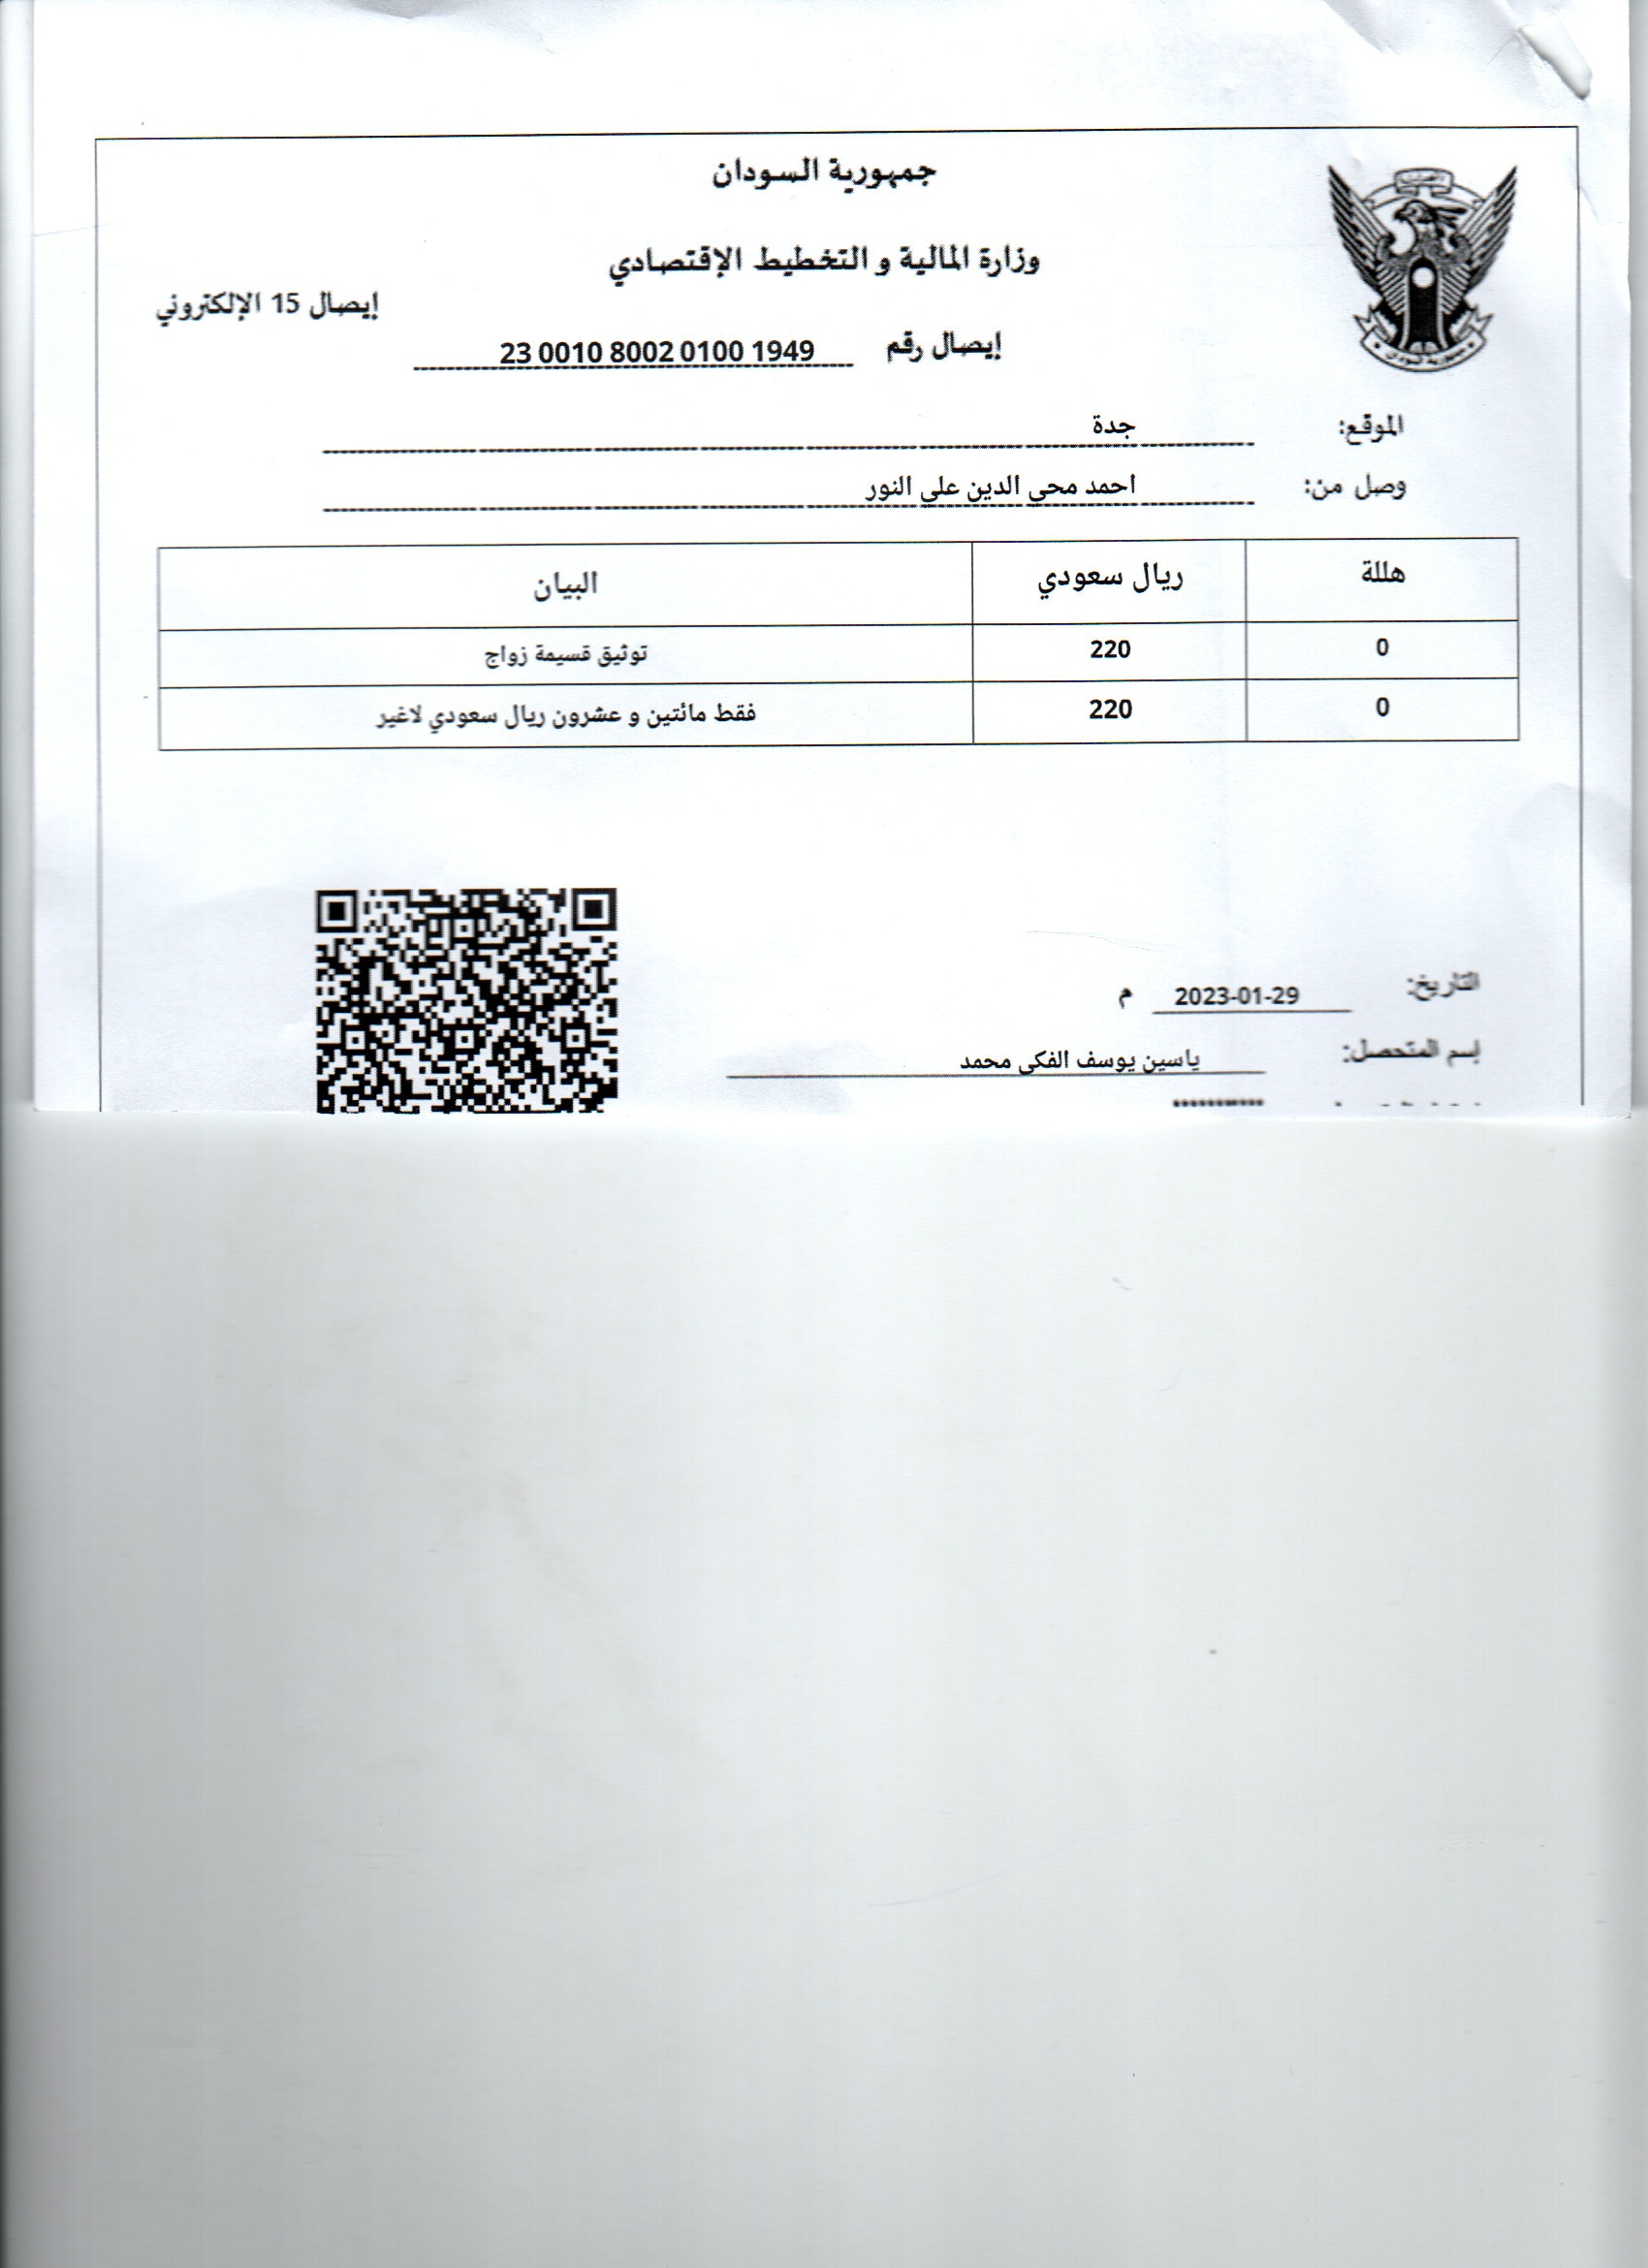 جمهورية السودان
وزارة المالية و التخطيط الإقتصادي
إيصال 15 الإلكتروني
إيصال رقم 23 0010 8002 0100 1949
الموقع: جدة
وصل من: احمد محي الدين علي النور
هللة ريال سعودي البيان
0 220 توثيق قسيمة زواج
0 220 فقط مائتين و عشرون ريال سعودي لاغير
التاريخ: 2023-01-29 م
إسم المتحصل: ياسين يوسف الفكي محمد